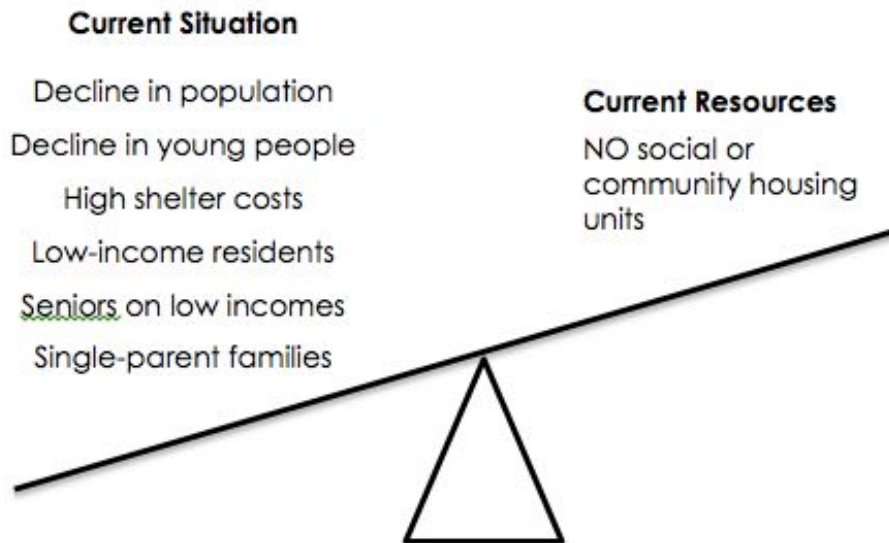 Current Situation
Decline in population
Decline in young people
High shelter costs
Low-income residents
Seniors on low incomes
Single-parent families
Current Resources
NO social or
community housing
units